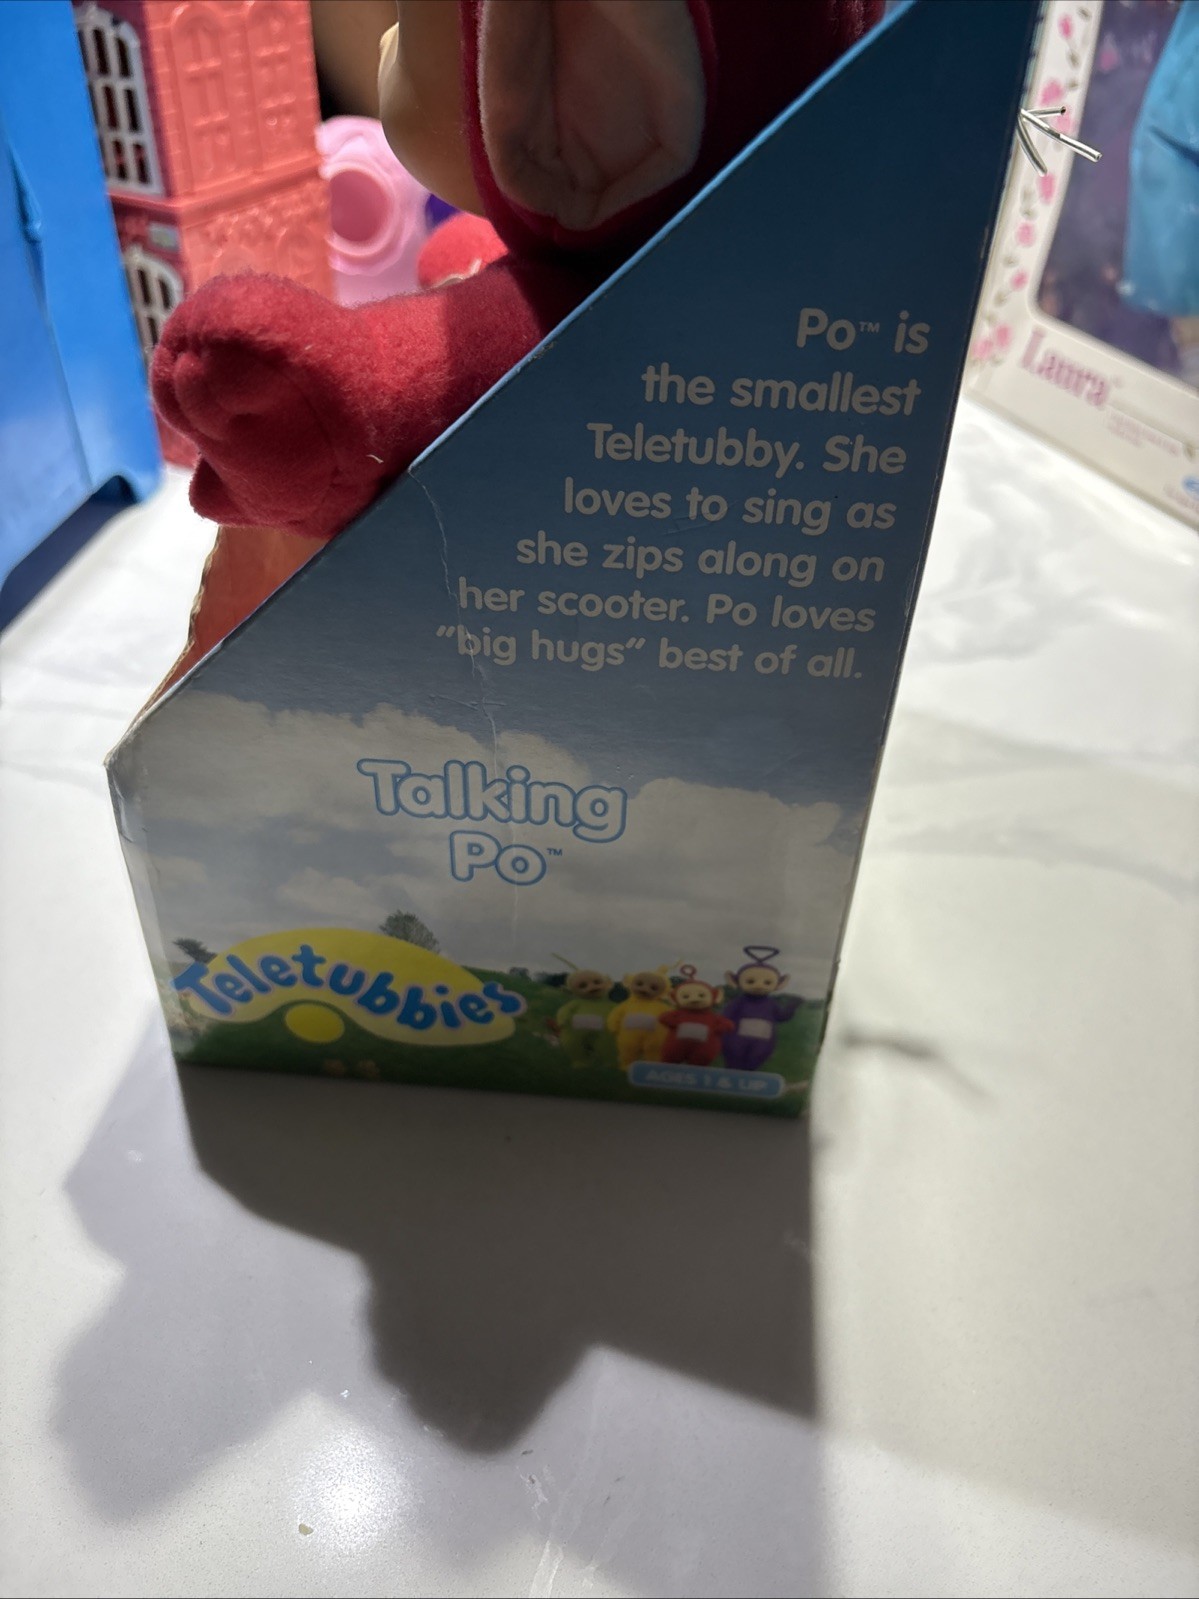 Po™ is
the smallest
Teletubby. She
loves to sing as
she zips along on
her scooter. Po loves
"big hugs" best of all.
Talking
Po™
Teletubbies
AGES 1 & UP
Laura